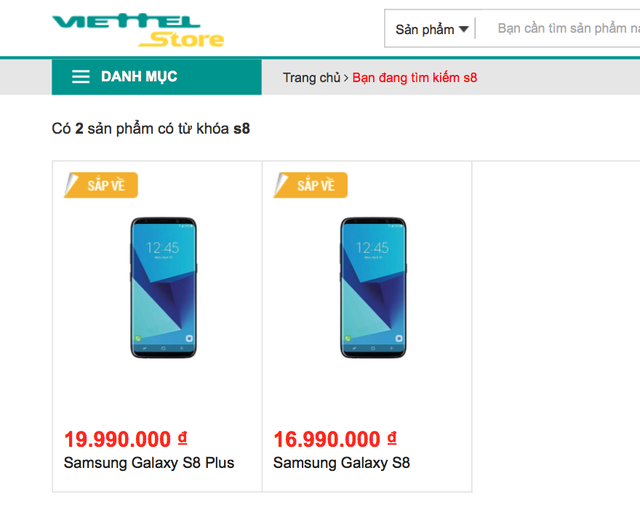 VIETTEL
Store
Sản phẩm
Bạn cần tìm sản phẩm
DANH MỤC
Trang chủ › Bạn đang tìm kiếm s8
Có 2 sản phẩm có từ khóa s8
SẮP VỀ
SẮP VỀ
12:45
12:45
19.990.000 ₫
16.990.000 ₫
Samsung Galaxy S8 Plus
Samsung Galaxy S8